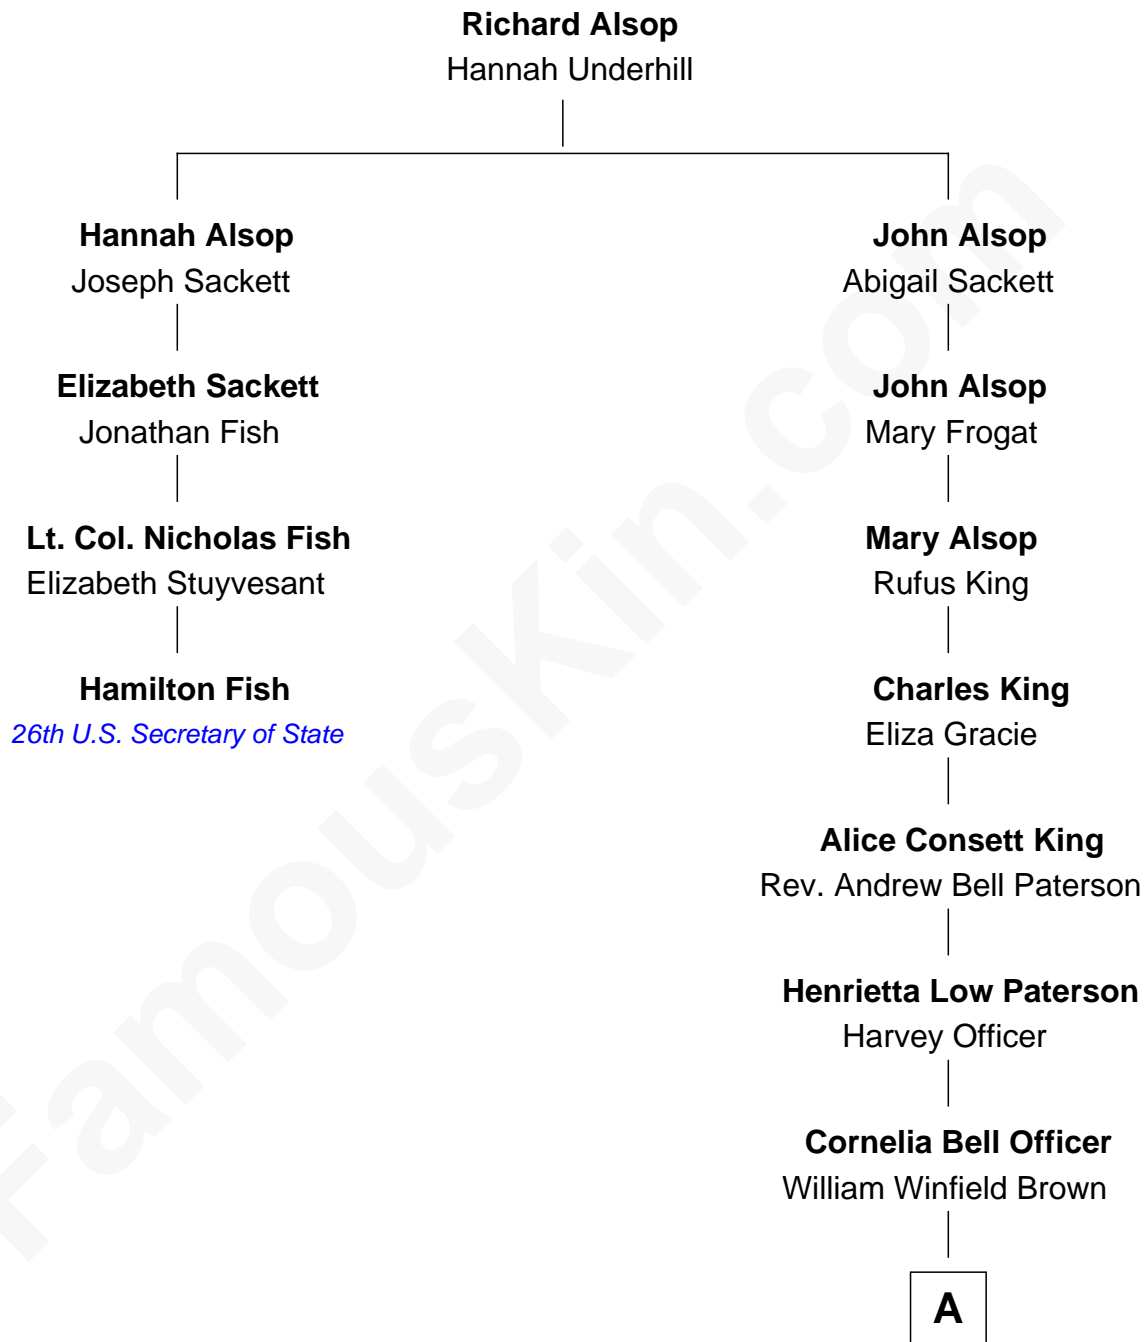 Richard Alsop
Hannah Underhill
Hannah Alsop
Joseph Sackett
John Alsop
Abigail Sackett
Elizabeth Sackett
Jonathan Fish
John Alsop
Mary Frogat
Lt. Col. Nicholas Fish
Elizabeth Stuyvesant
Mary Alsop
Rufus King
Hamilton Fish
26th U.S. Secretary of State
Charles King
Eliza Gracie
Alice Consett King
Rev. Andrew Bell Paterson
Henrietta Low Paterson
Harvey Officer
Cornelia Bell Officer
William Winfield Brown
A
FamousKin.com